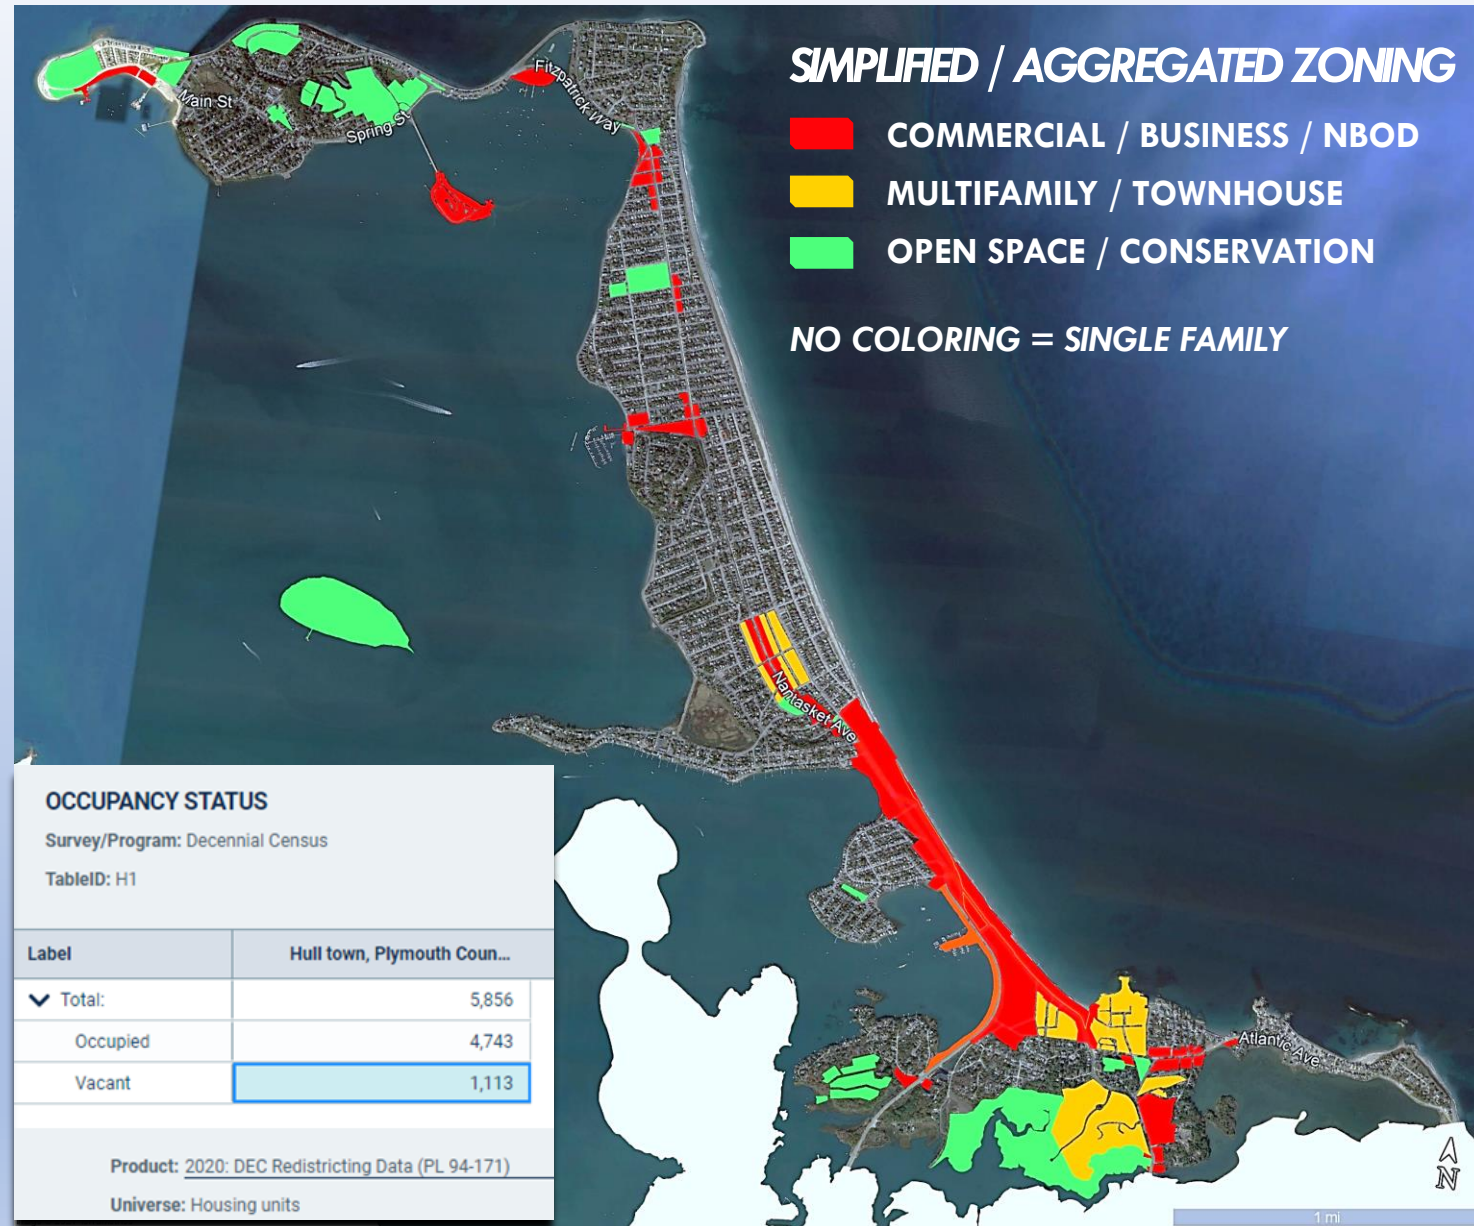 SIMPLIFIED / AGGREGATED ZONING
COMMERCIAL / BUSINESS / NBOD
MULTIFAMILY / TOWNHOUSE
OPEN SPACE / CONSERVATION
NO COLORING = SINGLE FAMILY
Main St
Spring St
Fitzpatrick Way
Nantasket Ave
Atlantic Ave
N
1 mi
OCCUPANCY STATUS
Survey/Program: Decennial Census
TableID: H1
Label Hull town, Plymouth Coun...
Total: 5,856
Occupied 4,743
Vacant 1,113
Product: 2020: DEC Redistricting Data (PL 94-171)
Universe: Housing units